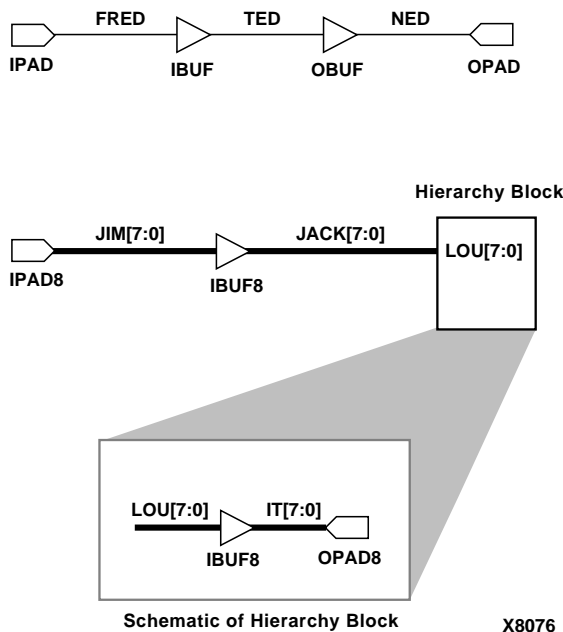 FRED TED NED
IPAD IBUF OBUF OPAD
Hierarchy Block
JIM[7:0] JACK[7:0] LOU[7:0]
IPAD8 IBUF8
LOU[7:0] IT[7:0]
IBUF8 OPAD8
Schematic of Hierarchy Block X8076